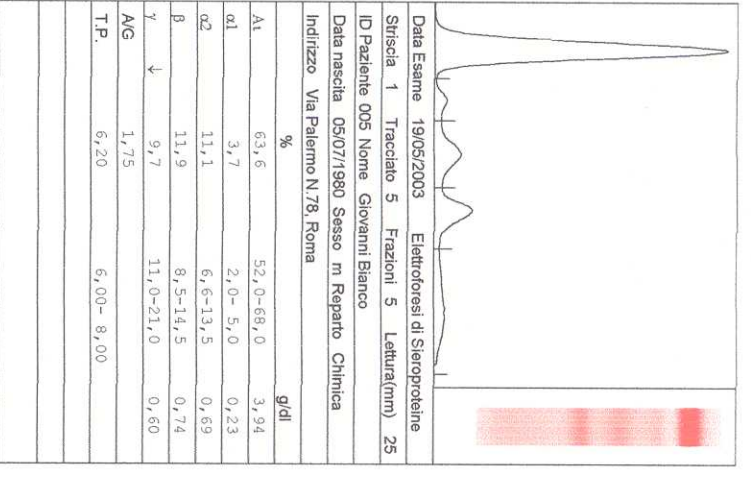 Data Esame 19/05/2003 Elettroforesi di Sieroproteine
Striscia 1 Tracciato 5 Frazioni 5 Lettura(mm) 25
ID Paziente 005 Nome Giovanni Bianco
Data nascita 05/07/1980 Sesso m Reparto Chimica
Indirizzo Via Palermo N.78, Roma
% g/dl
Aι 63,6 52,0-68,0 3,94
α1 3,7 2,0- 5,0 0,23
α2 11,1 6,6-13,5 0,69
β 11,9 8,5-14,5 0,74
γ ↓ 9,7 11,0-21,0 0,60
A/G 1,75
T.P. 6,20 6,00- 8,00